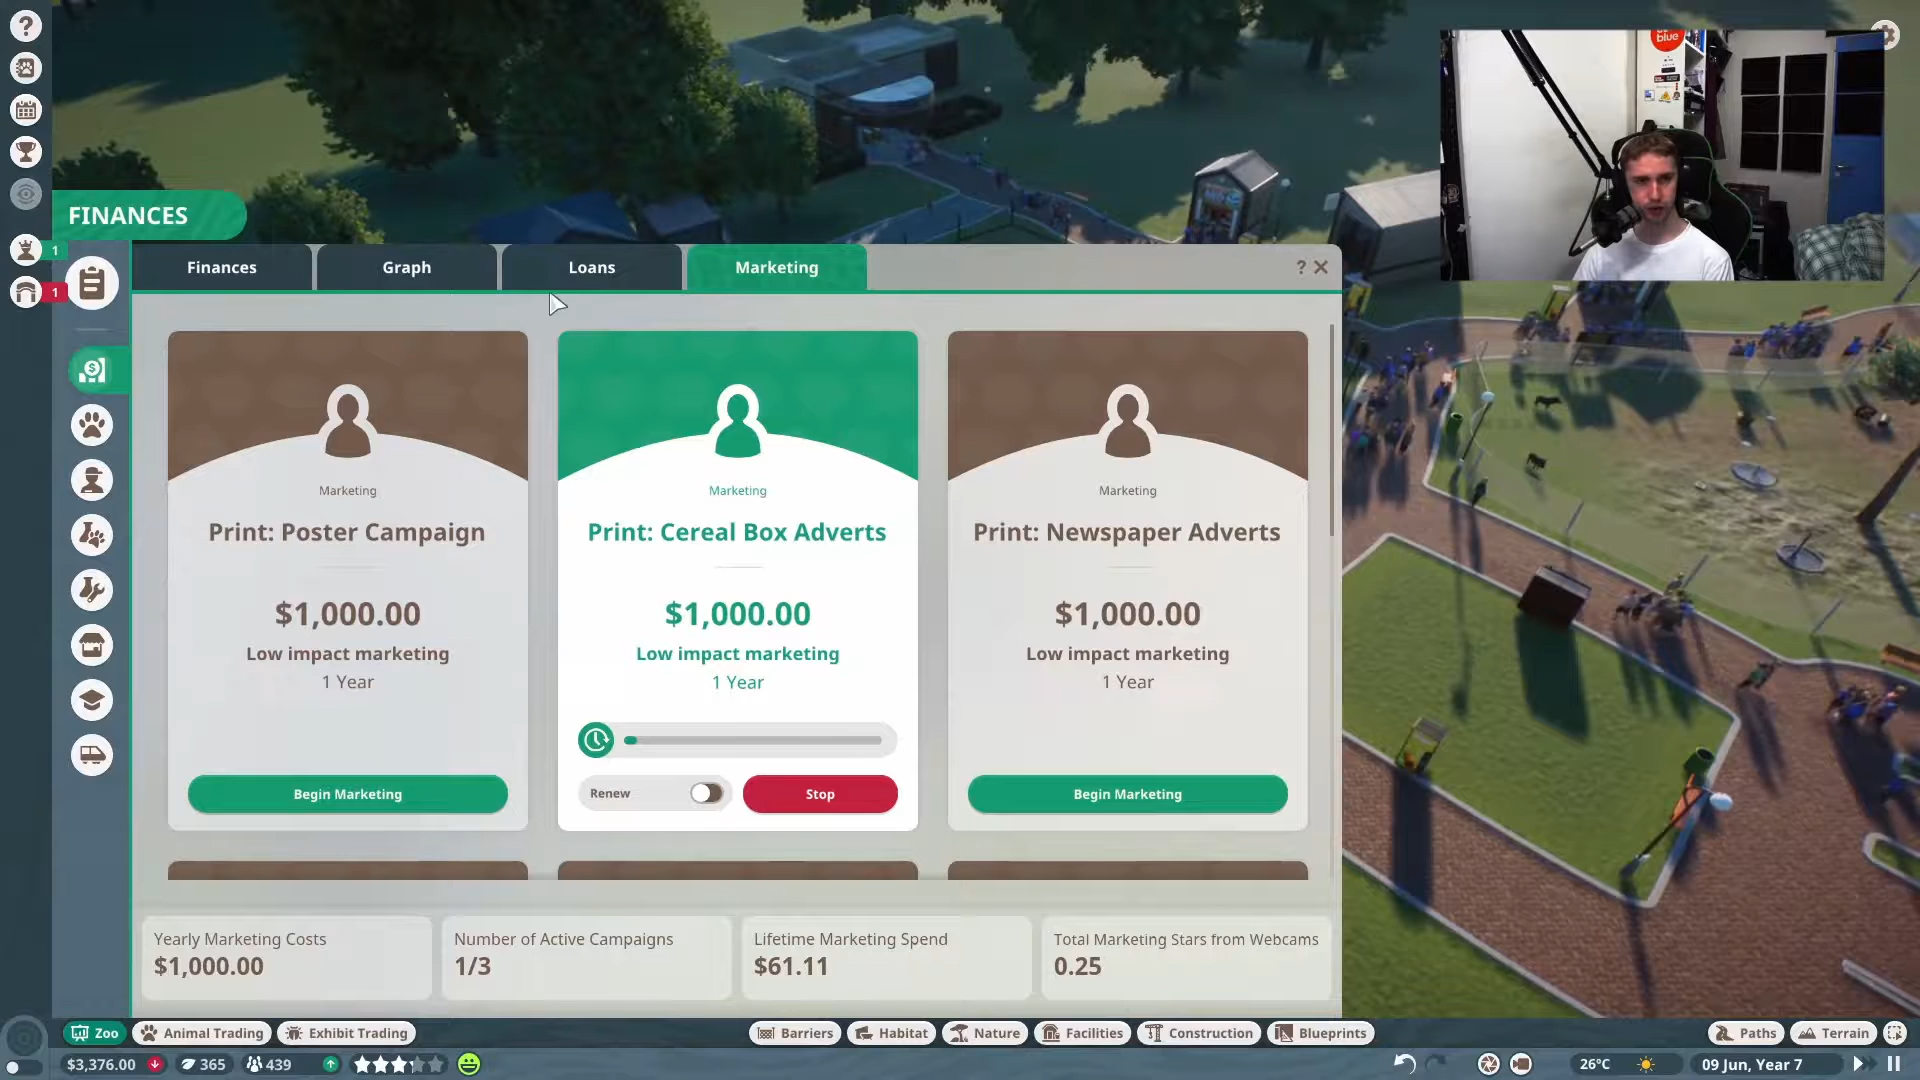 blue
FINANCES
1
1
Finances
Graph
Loans
Marketing
?
?
Marketing
Print: Poster Campaign
$1,000.00
Low impact marketing
1 Year
Begin Marketing
Marketing
Print: Cereal Box Adverts
$1,000.00
Low impact marketing
1 Year
Renew
Stop
Marketing
Print: Newspaper Adverts
$1,000.00
Low impact marketing
1 Year
Begin Marketing
Yearly Marketing Costs
$1,000.00
Number of Active Campaigns
1/3
Lifetime Marketing Spend
$61.11
Total Marketing Stars from Webcams
0.25
Zoo
Animal Trading
Exhibit Trading
Barriers
Habitat
Nature
Facilities
Construction
Blueprints
Paths
Terrain
$3,376.00
365
439
26°C
09 Jun, Year 7